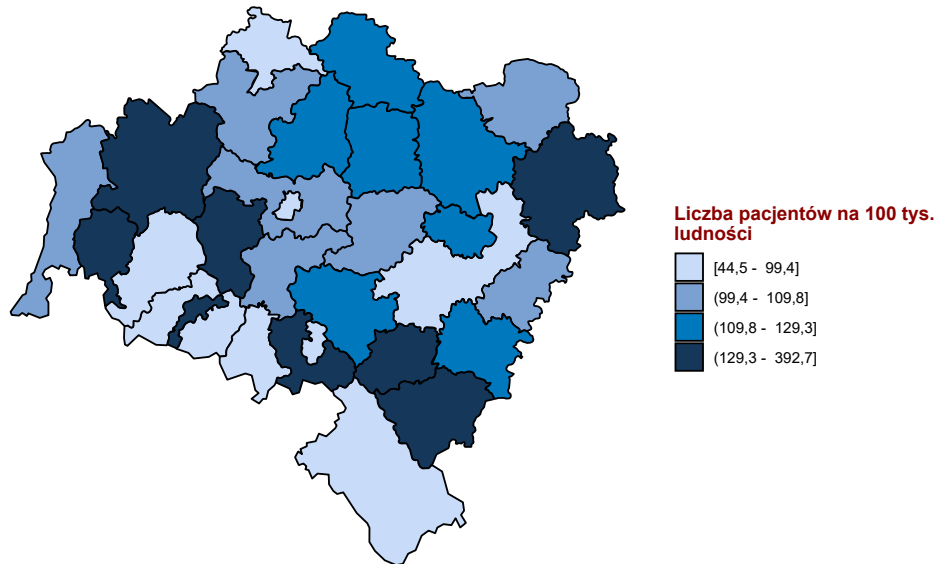 Liczba pacjentów na 100 tys.
ludności
[44,5 - 99,4]
(99,4 - 109,8]
(109,8 - 129,3]
(129,3 - 392,7]